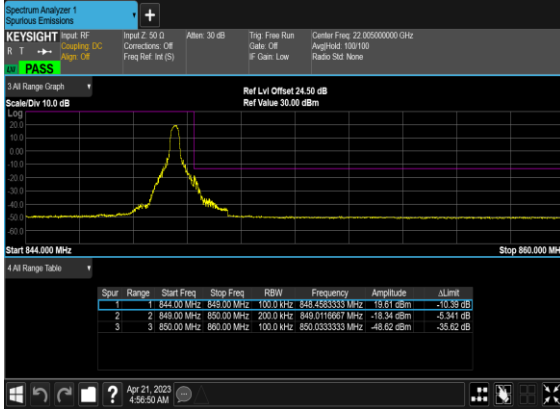 Spectrum Analyzer 1
Spurious Emissions
+
KEYSIGHT Input: RF Input Z: 50 Ω Atten: 30 dB Trig: Free Run Center Freq: 22.005000000 GHz
R T Coupling: DC Corrections: Off Gate: Off Avg|Hold: 100/100
Align: Off Freq Ref: Int (S) IF Gain: Low Radio Std: None
PASS
3 All Range Graph
Ref Lvl Offset 24.50 dB
Scale/Div 10.0 dB Ref Value 30.00 dBm
Log
20.0
10.0
0.00
-10.0
-20.0
-30.0
-40.0
-50.0
-60.0
Start 844.000 MHz Stop 860.000 MH
4 All Range Table
Spur Range Start Freq Stop Freq RBW Frequency Amplitude ΔLimit
1 1 844.00 MHz 849.00 MHz 100.0 kHz 848.4583333 MHz 19.61 dBm -10.39 dB
2 2 849.00 MHz 850.00 MHz 200.0 kHz 849.0116667 MHz -18.34 dBm -5.341 dB
3 3 850.00 MHz 860.00 MHz 100.0 kHz 850.0333333 MHz -48.62 dBm -35.62 dB
? Apr 21, 2023
4:56:50 AM